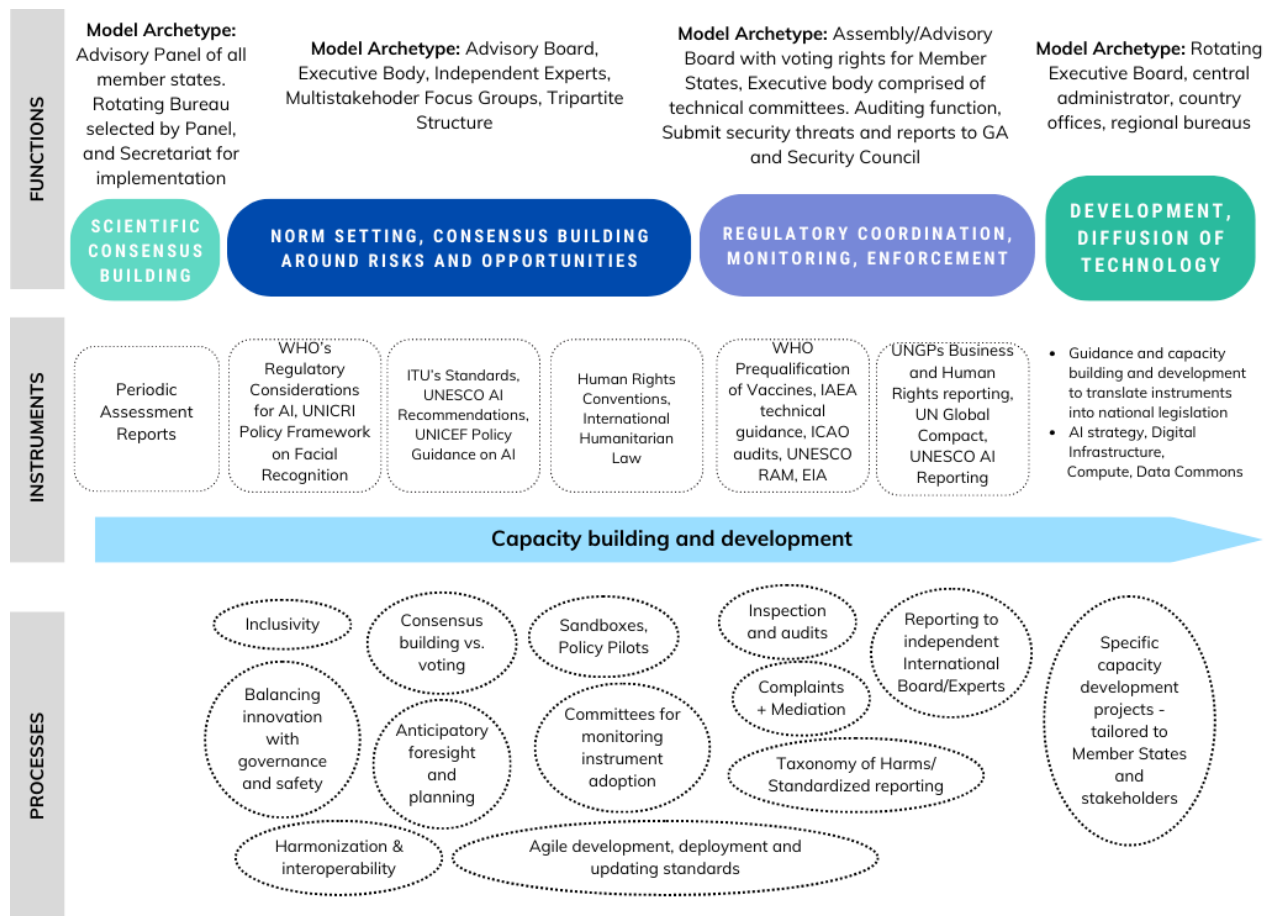 FUNCTIONS
Model Archetype:
Advisory Panel of all
member states.
Rotating Bureau
selected by Panel,
and Secretariat for
implementation
Model Archetype: Advisory Board,
Executive Body, Independent Experts,
Multistakehoder Focus Groups, Tripartite
Structure
Model Archetype: Assembly/Advisory
Board with voting rights for Member
States, Executive body comprised of
technical committees. Auditing function,
Submit security threats and reports to GA
and Security Council
Model Archetype: Rotating
Executive Board, central
administrator, country
offices, regional bureaus
SCIENTIFIC
CONSENSUS
BUILDING
NORM SETTING, CONSENSUS BUILDING
AROUND RISKS AND OPPORTUNITIES
REGULATORY COORDINATION,
MONITORING, ENFORCEMENT
DEVELOPMENT,
DIFFUSION OF
TECHNOLOGY
INSTRUMENTS
Periodic
Assessment
Reports
WHO's
Regulatory
Considerations
for AI, UNICRI
Policy Framework
on Facial
Recognition
ITU's Standards,
UNESCO AI
Recommendations,
UNICEF Policy
Guidance on AI
Human Rights
Conventions,
International
Humanitarian
Law
WHO
Prequalification
of Vaccines, IAEA
technical
guidance, ICAO
audits, UNESCO
RAM, EIA
UNGPs Business
and Human
Rights reporting,
UN Global
Compact,
UNESCO AI
Reporting
• Guidance and capacity
building and development
to translate instruments
into national legislation
• AI strategy, Digital
Infrastructure,
Compute, Data Commons
Capacity building and development
PROCESSES
Inclusivity
Consensus
building vs.
voting
Sandboxes,
Policy Pilots
Inspection
and audits
Reporting to
independent
International
Board/Experts
Specific
capacity
development
projects -
tailored to
Member States
and
stakeholders
Balancing
innovation
with
governance
and safety
Anticipatory
foresight
and
planning
Committees for
monitoring
instrument
adoption
Complaints
+ Mediation
Taxonomy of Harms/
Standardized reporting
Harmonization &
interoperability
Agile development, deployment and
updating standards